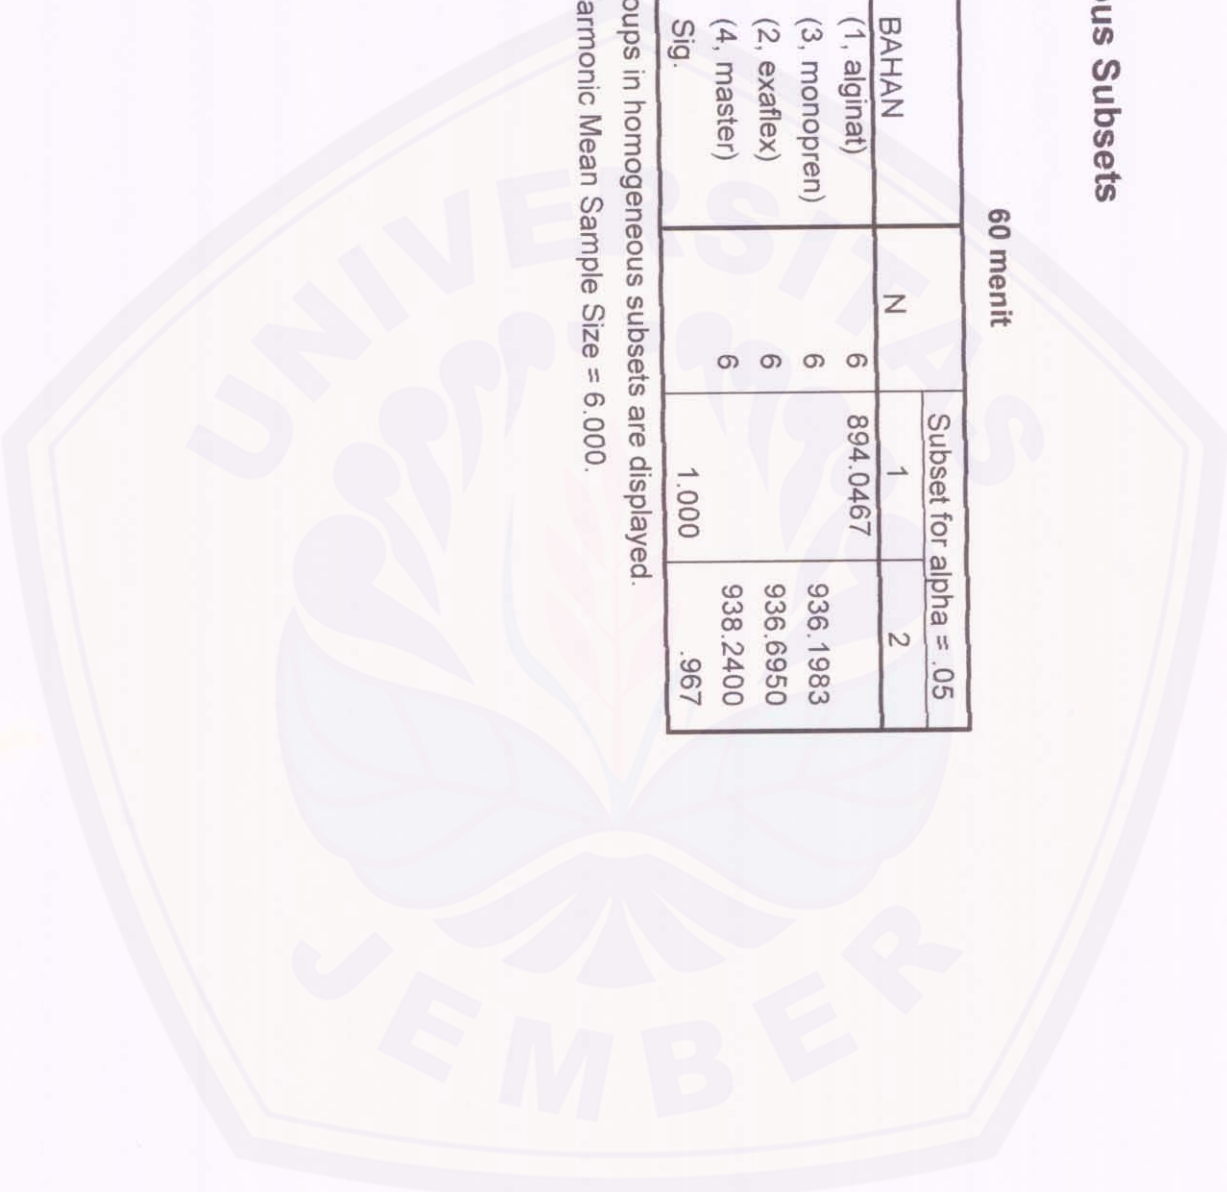 ous Subsets
60 menit
Subset for alpha = .05
BAHAN N 1 2
(1, alginat) 6 894.0467
(3, monopren) 6 936.1983
(2, exaflex) 6 936.6950
(4, master) 6 938.2400
Sig. 1.000 .967
oups in homogeneous subsets are displayed.
armonic Mean Sample Size = 6.000.
UNIVERSITAS
JEMBER